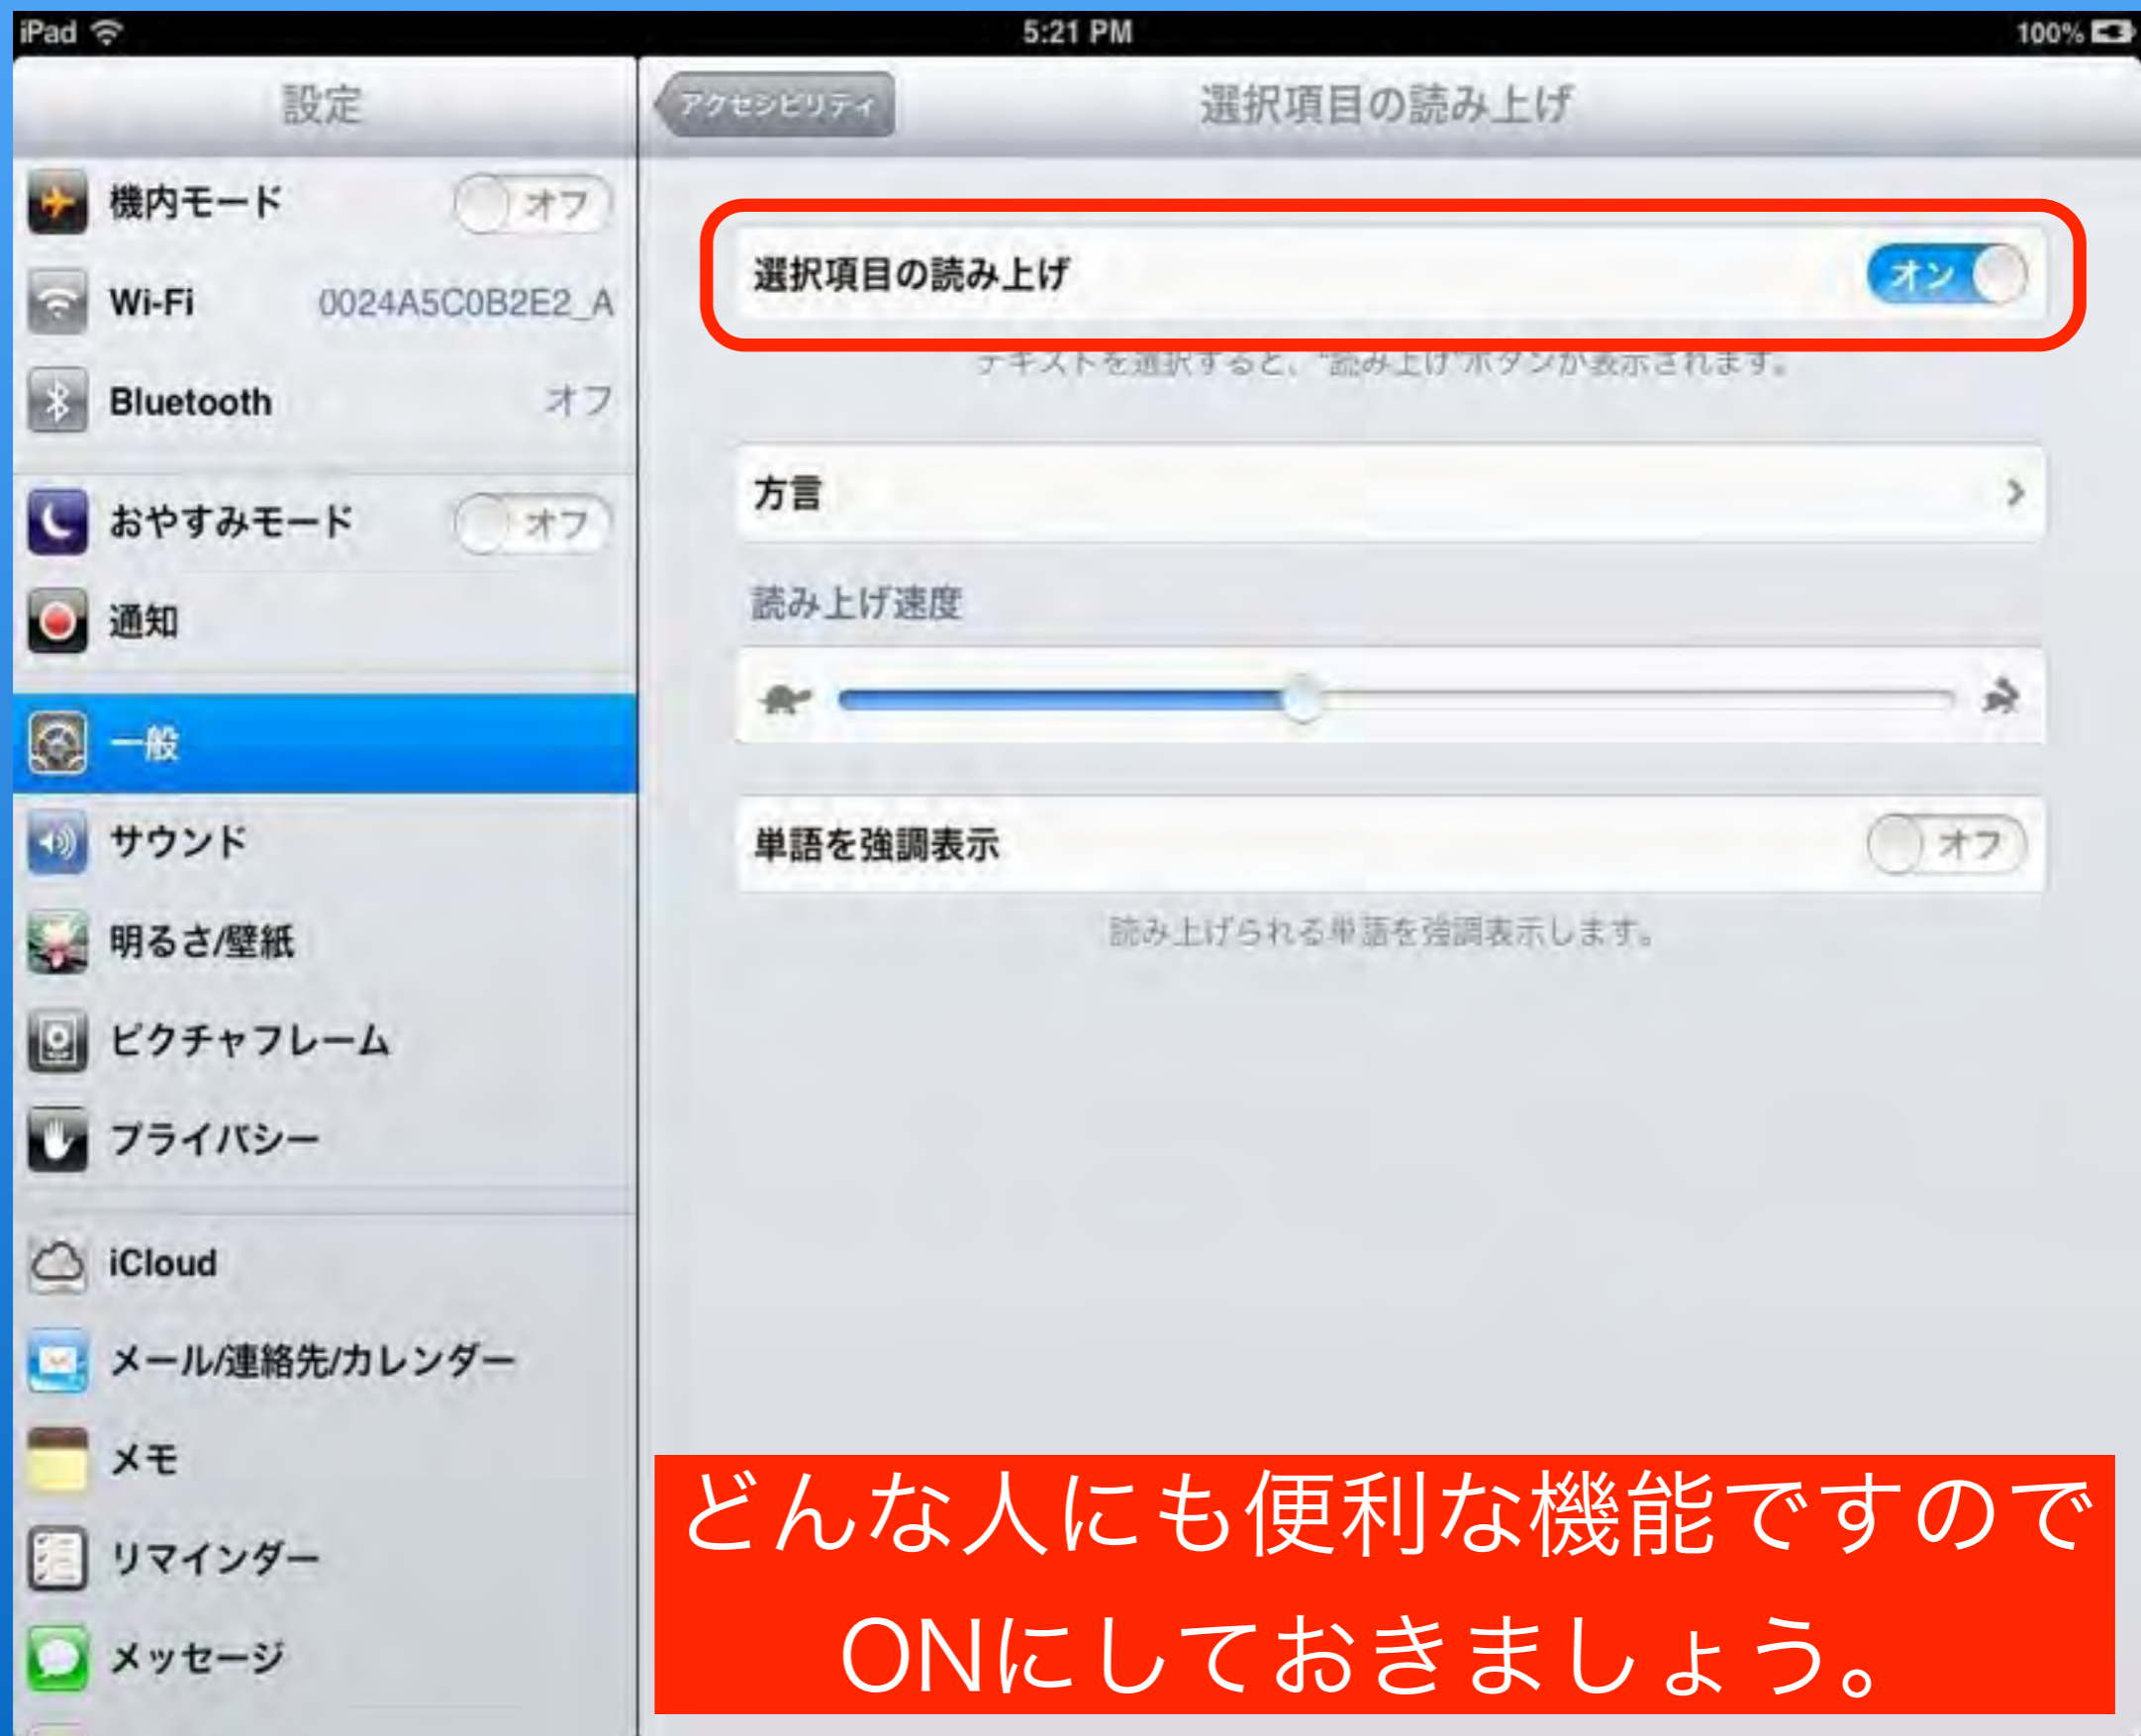 iPad
5:21 PM
100%
設定
機内モード オフ
Wi-Fi 0024A5C0B2E2_A
Bluetooth オフ
おやすみモード オフ
通知
一般
サウンド
明るさ/壁紙
ピクチャフレーム
プライバシー
iCloud
メール/連絡先/カレンダー
メモ
リマインダー
メッセージ
アクセシビリティ
選択項目の読み上げ
選択項目の読み上げ オン
テキストを選択すると、“読み上げ”ボタンが表示されます。
方言
読み上げ速度
単語を強調表示 オフ
読み上げられる単語を強調表示します。
どんな人にも便利な機能ですので
ONにしておきましょう。